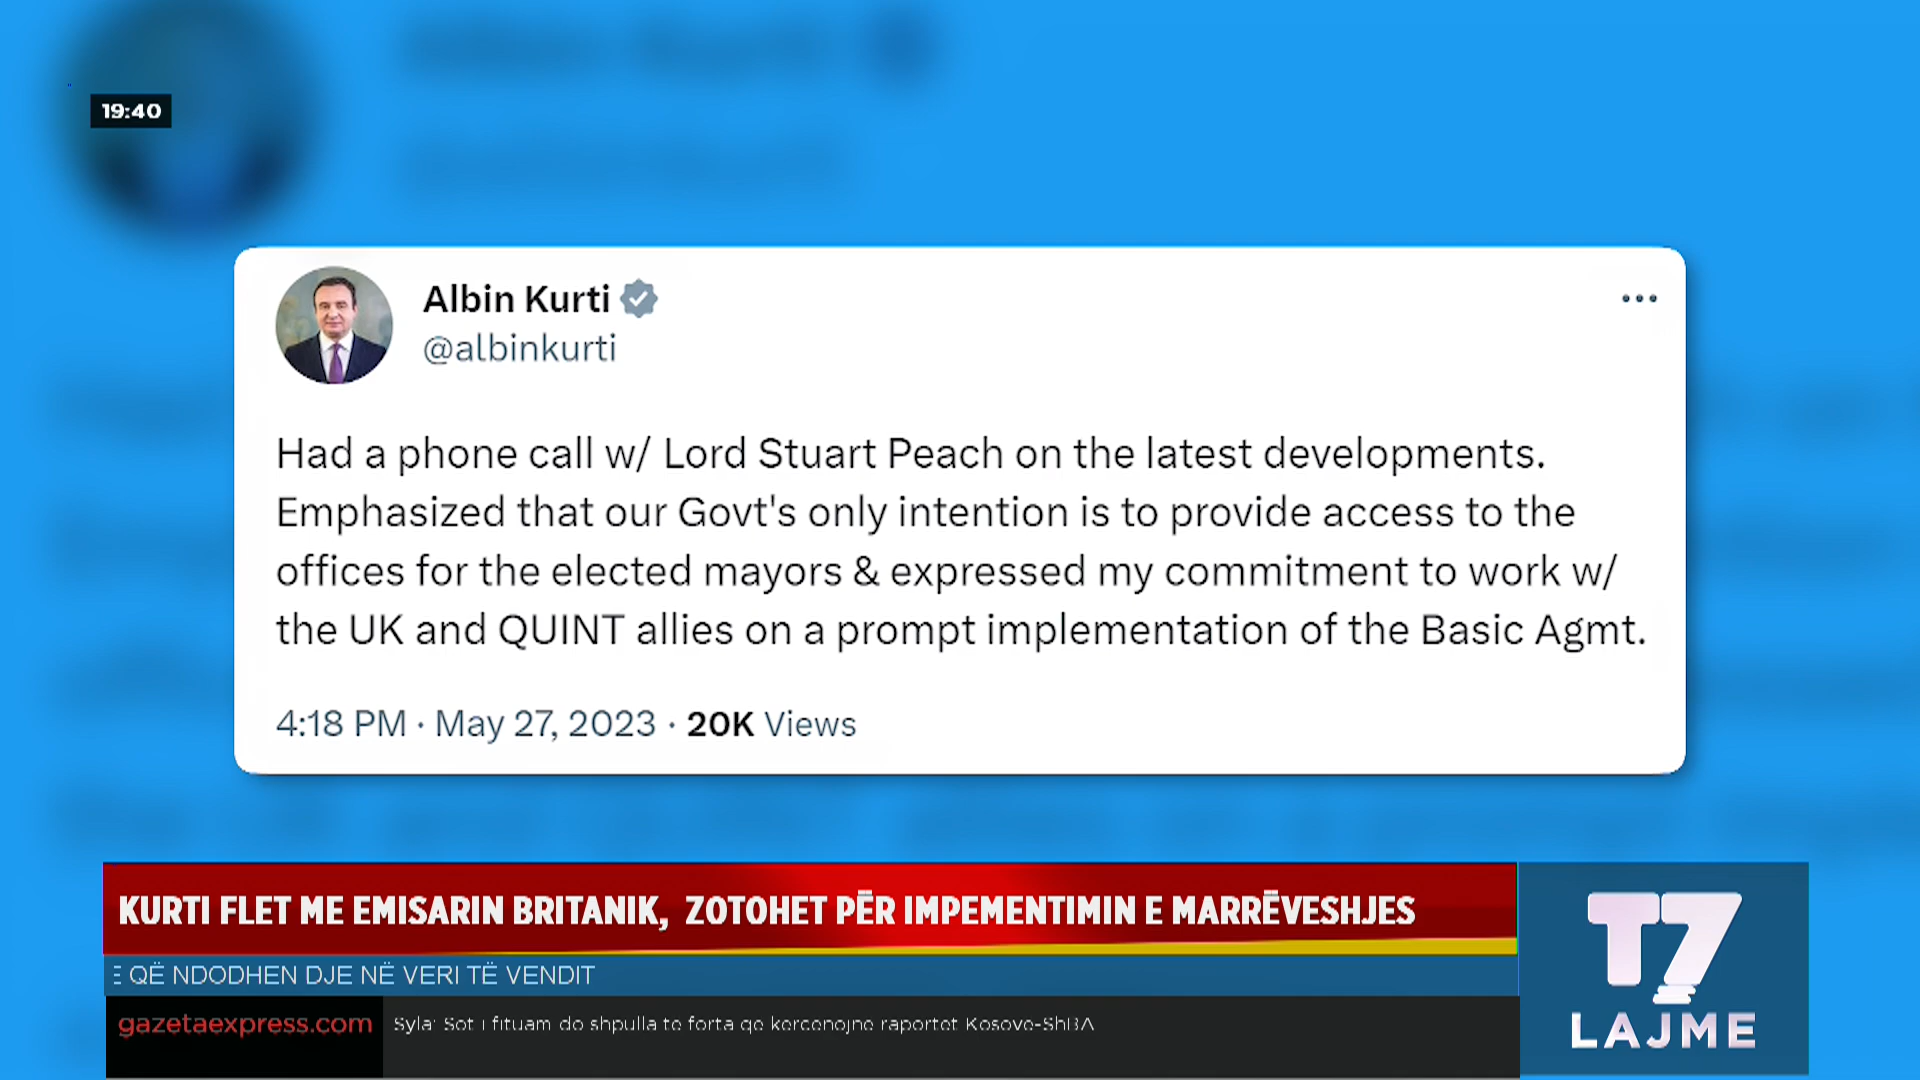 19:40
Albin Kurti
@albinkurti
Had a phone call w/ Lord Stuart Peach on the latest developments.
Emphasized that our Govt's only intention is to provide access to the
offices for the elected mayors & expressed my commitment to work w/
the UK and QUINT allies on a prompt implementation of the Basic Agmt.
4:18 PM · May 27, 2023 · 20K Views
KURTI FLET ME EMISARIN BRITANIK, ZOTOHET PËR IMPEMENTIMIN E MARRËVESHJES
E QË NDODHEN DJE NË VERI TË VENDIT
gazetaexpress.com
Syla: Sot i fituam do shpulla të forta që kërcënojnë raportet Kosovë-ShBA
T7
LAJME